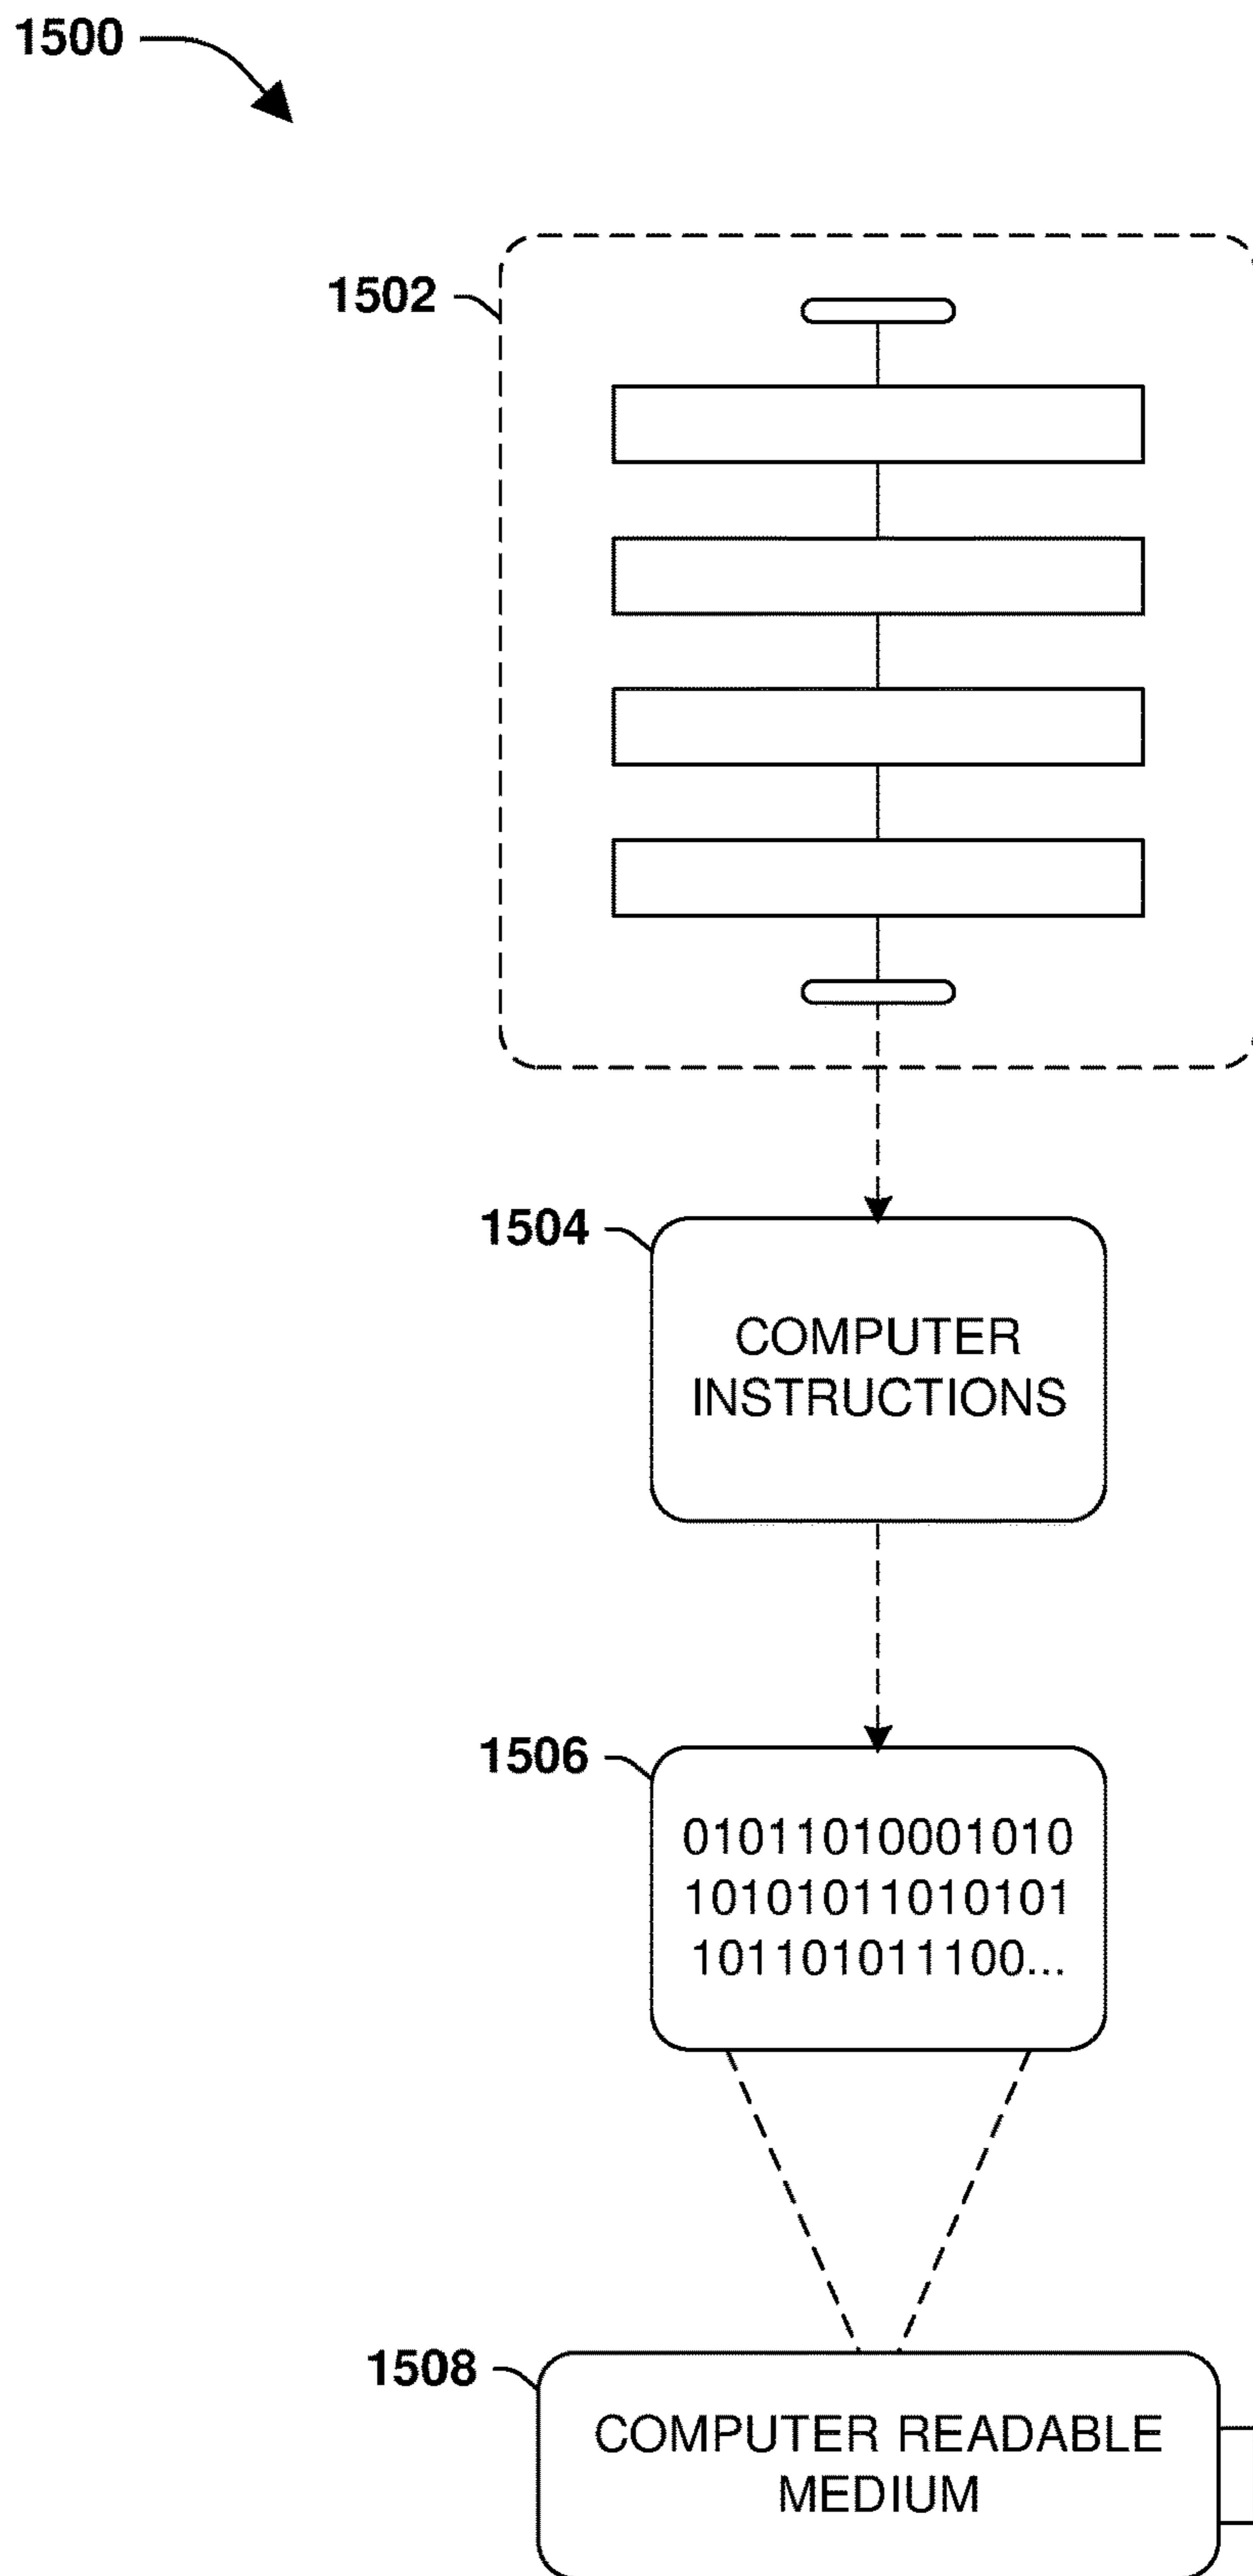 1500
1502
1504
COMPUTER
INSTRUCTIONS
1506
01011010001010
10101011010101
101101011100...
1508
COMPUTER READABLE
MEDIUM